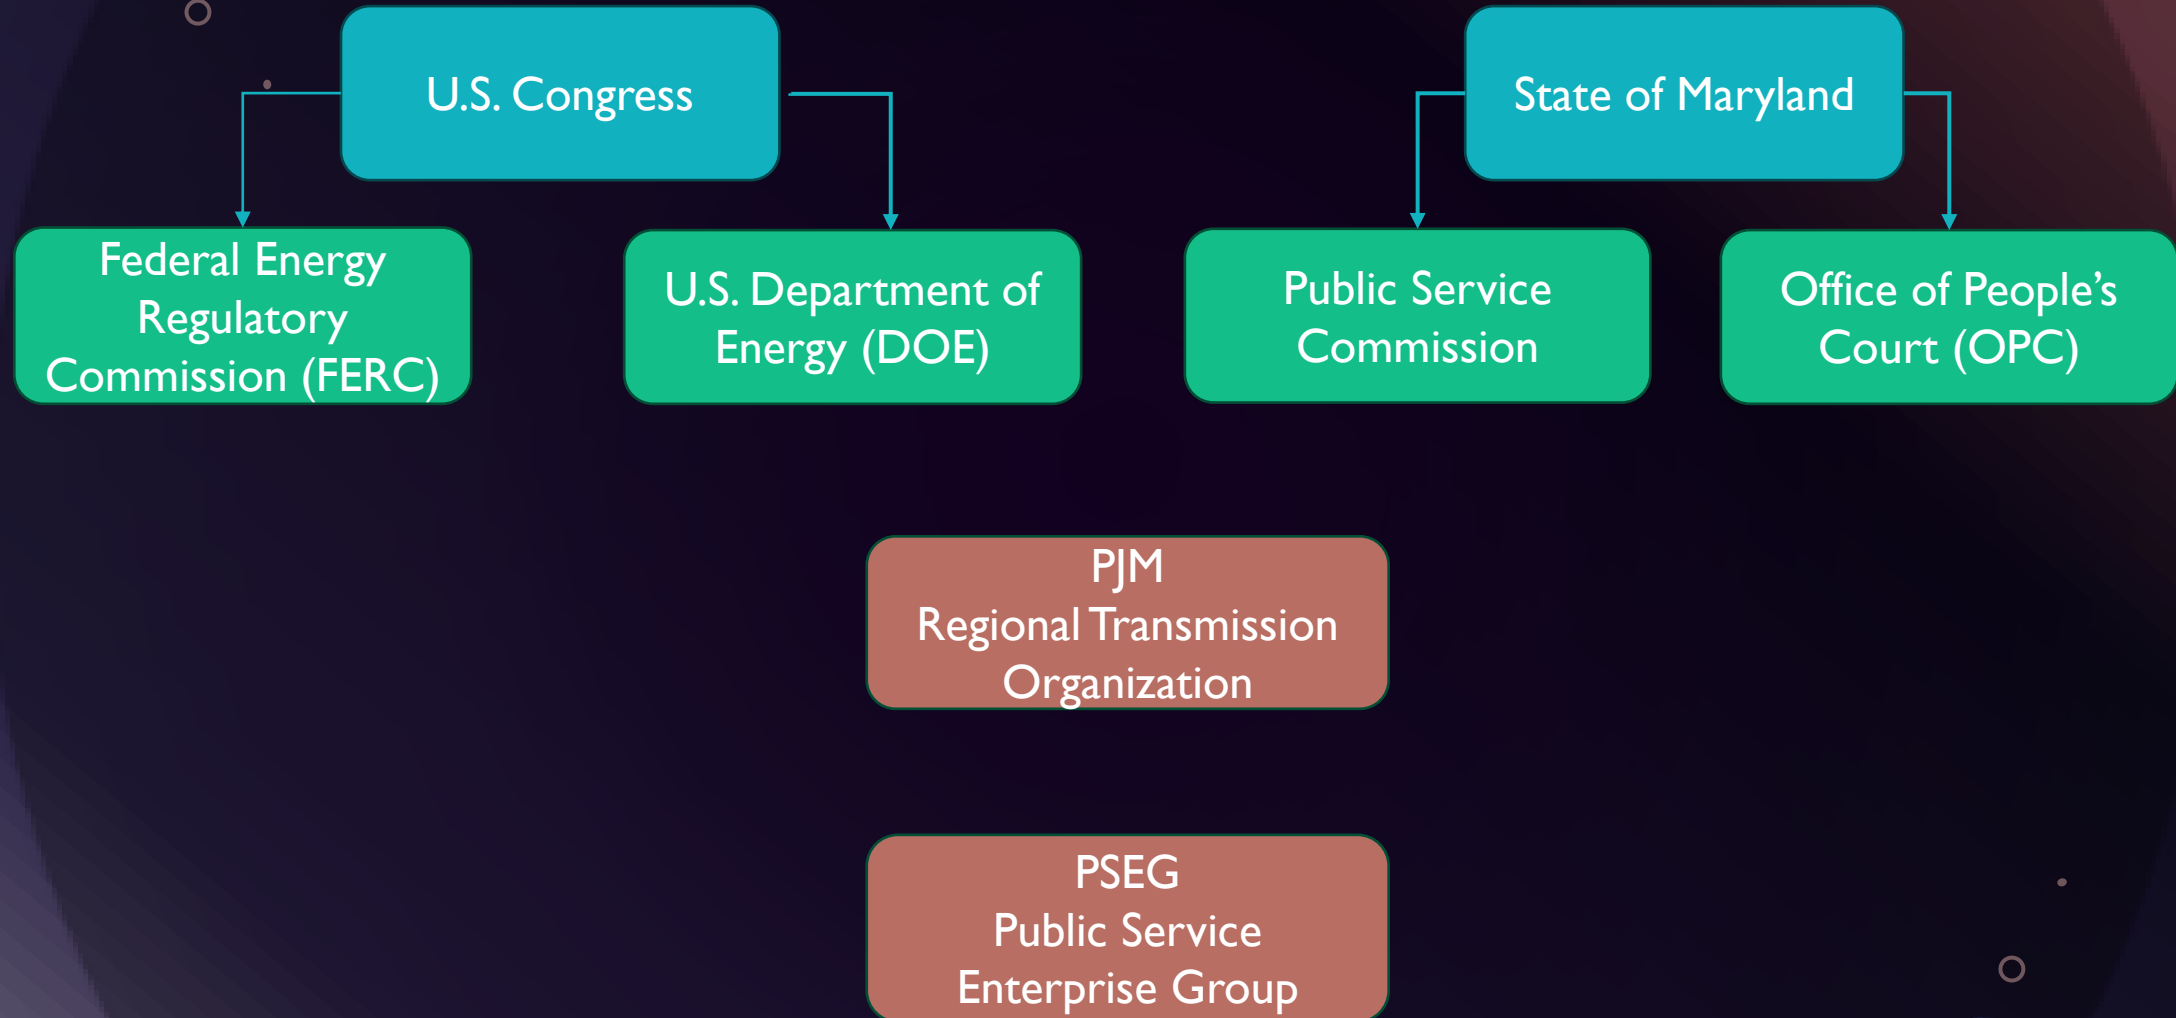 U.S. Congress
State of Maryland
Federal Energy
Regulatory
Commission (FERC)
U.S. Department of
Energy (DOE)
Public Service
Commission
Office of People’s
Court (OPC)
PJM
Regional Transmission
Organization
PSEG
Public Service
Enterprise Group